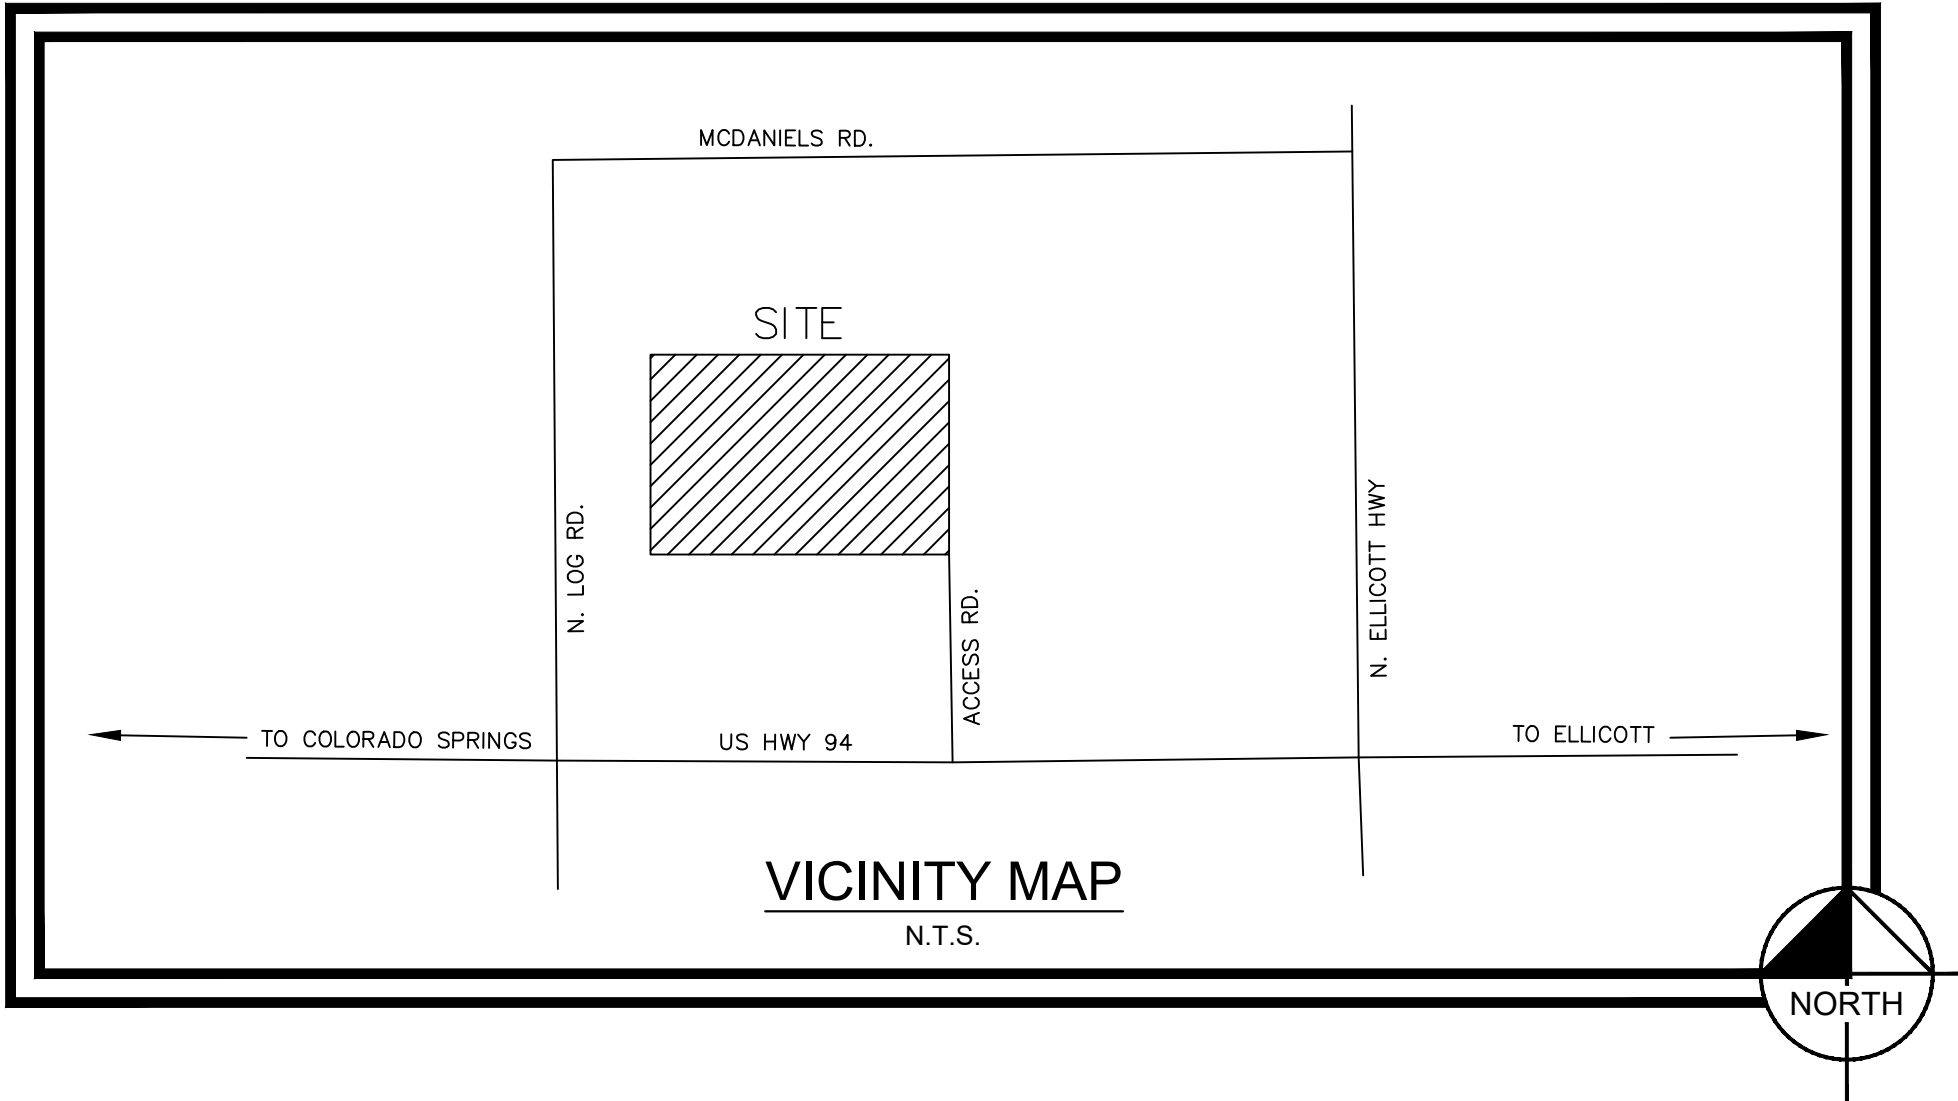 MCDANIELS RD.
SITE
N. LOG RD.
N. ELLICOTT HWY
ACCESS RD.
TO COLORADO SPRINGS
US HWY 94
TO ELLICOTT
VICINITY MAP
N.T.S.
NORTH